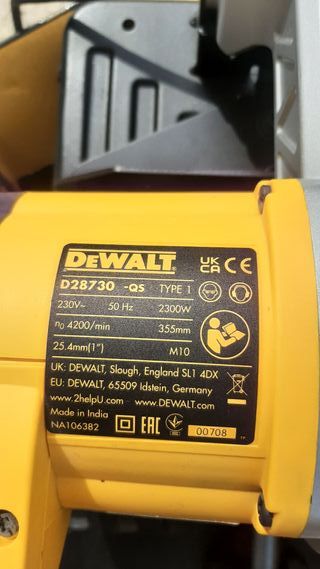 DEWALT
UK CA CE
D28730 -QS TYPE 1
230V~ 50 Hz 2300W
n0 4200/min 355mm
25.4mm(1") M10
UK: DEWALT, Slough, England SL1 4DX
EU: DEWALT, 65509 Idstein, Germany
www.2helpU.com www.DEWALT.com
Made in India
NA106382 EAC 00708